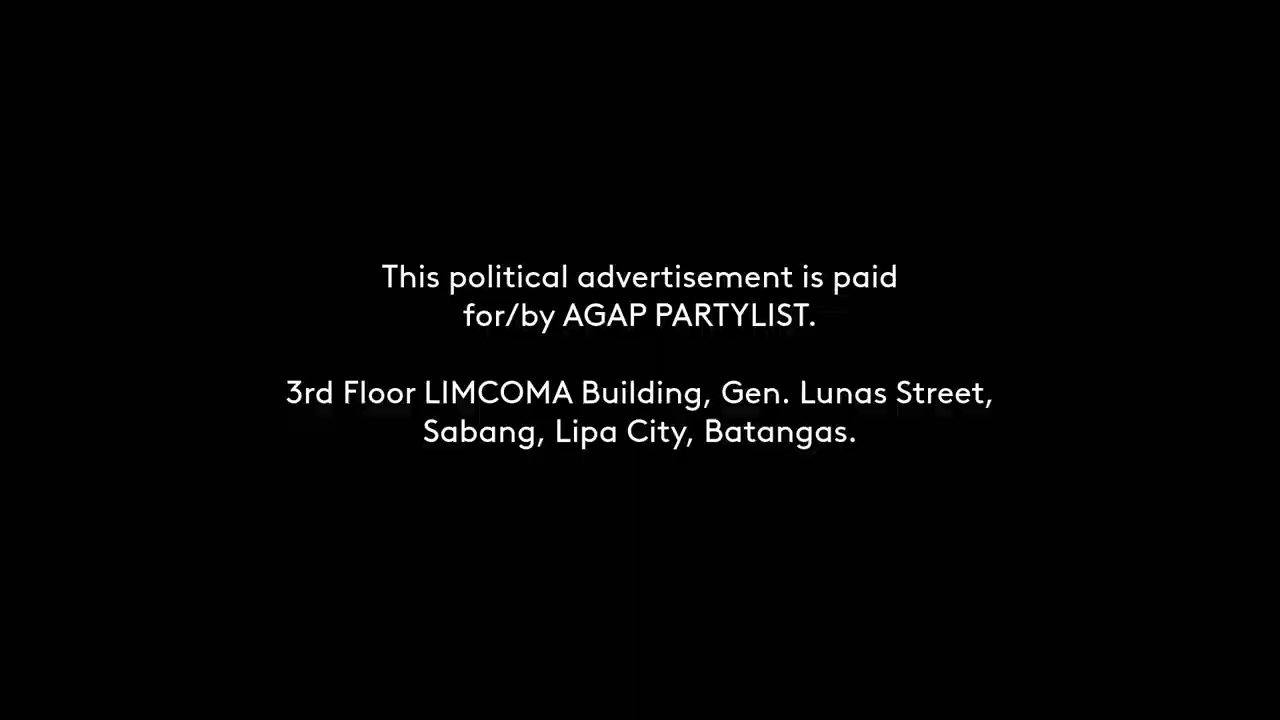 This political advertisement is paid
for/by AGAP PARTYLIST.
3rd Floor LIMCOMA Building, Gen. Lunas Street,
Sabang, Lipa City, Batangas.